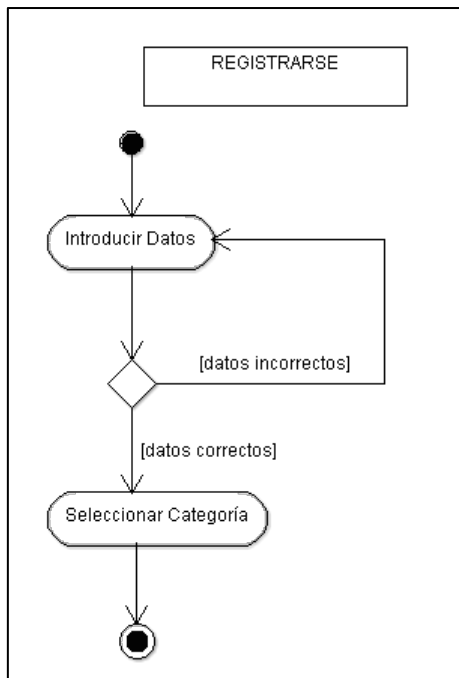 REGISTRARSE
Introducir Datos
[datos incorrectos]
[datos correctos]
Seleccionar Categoría